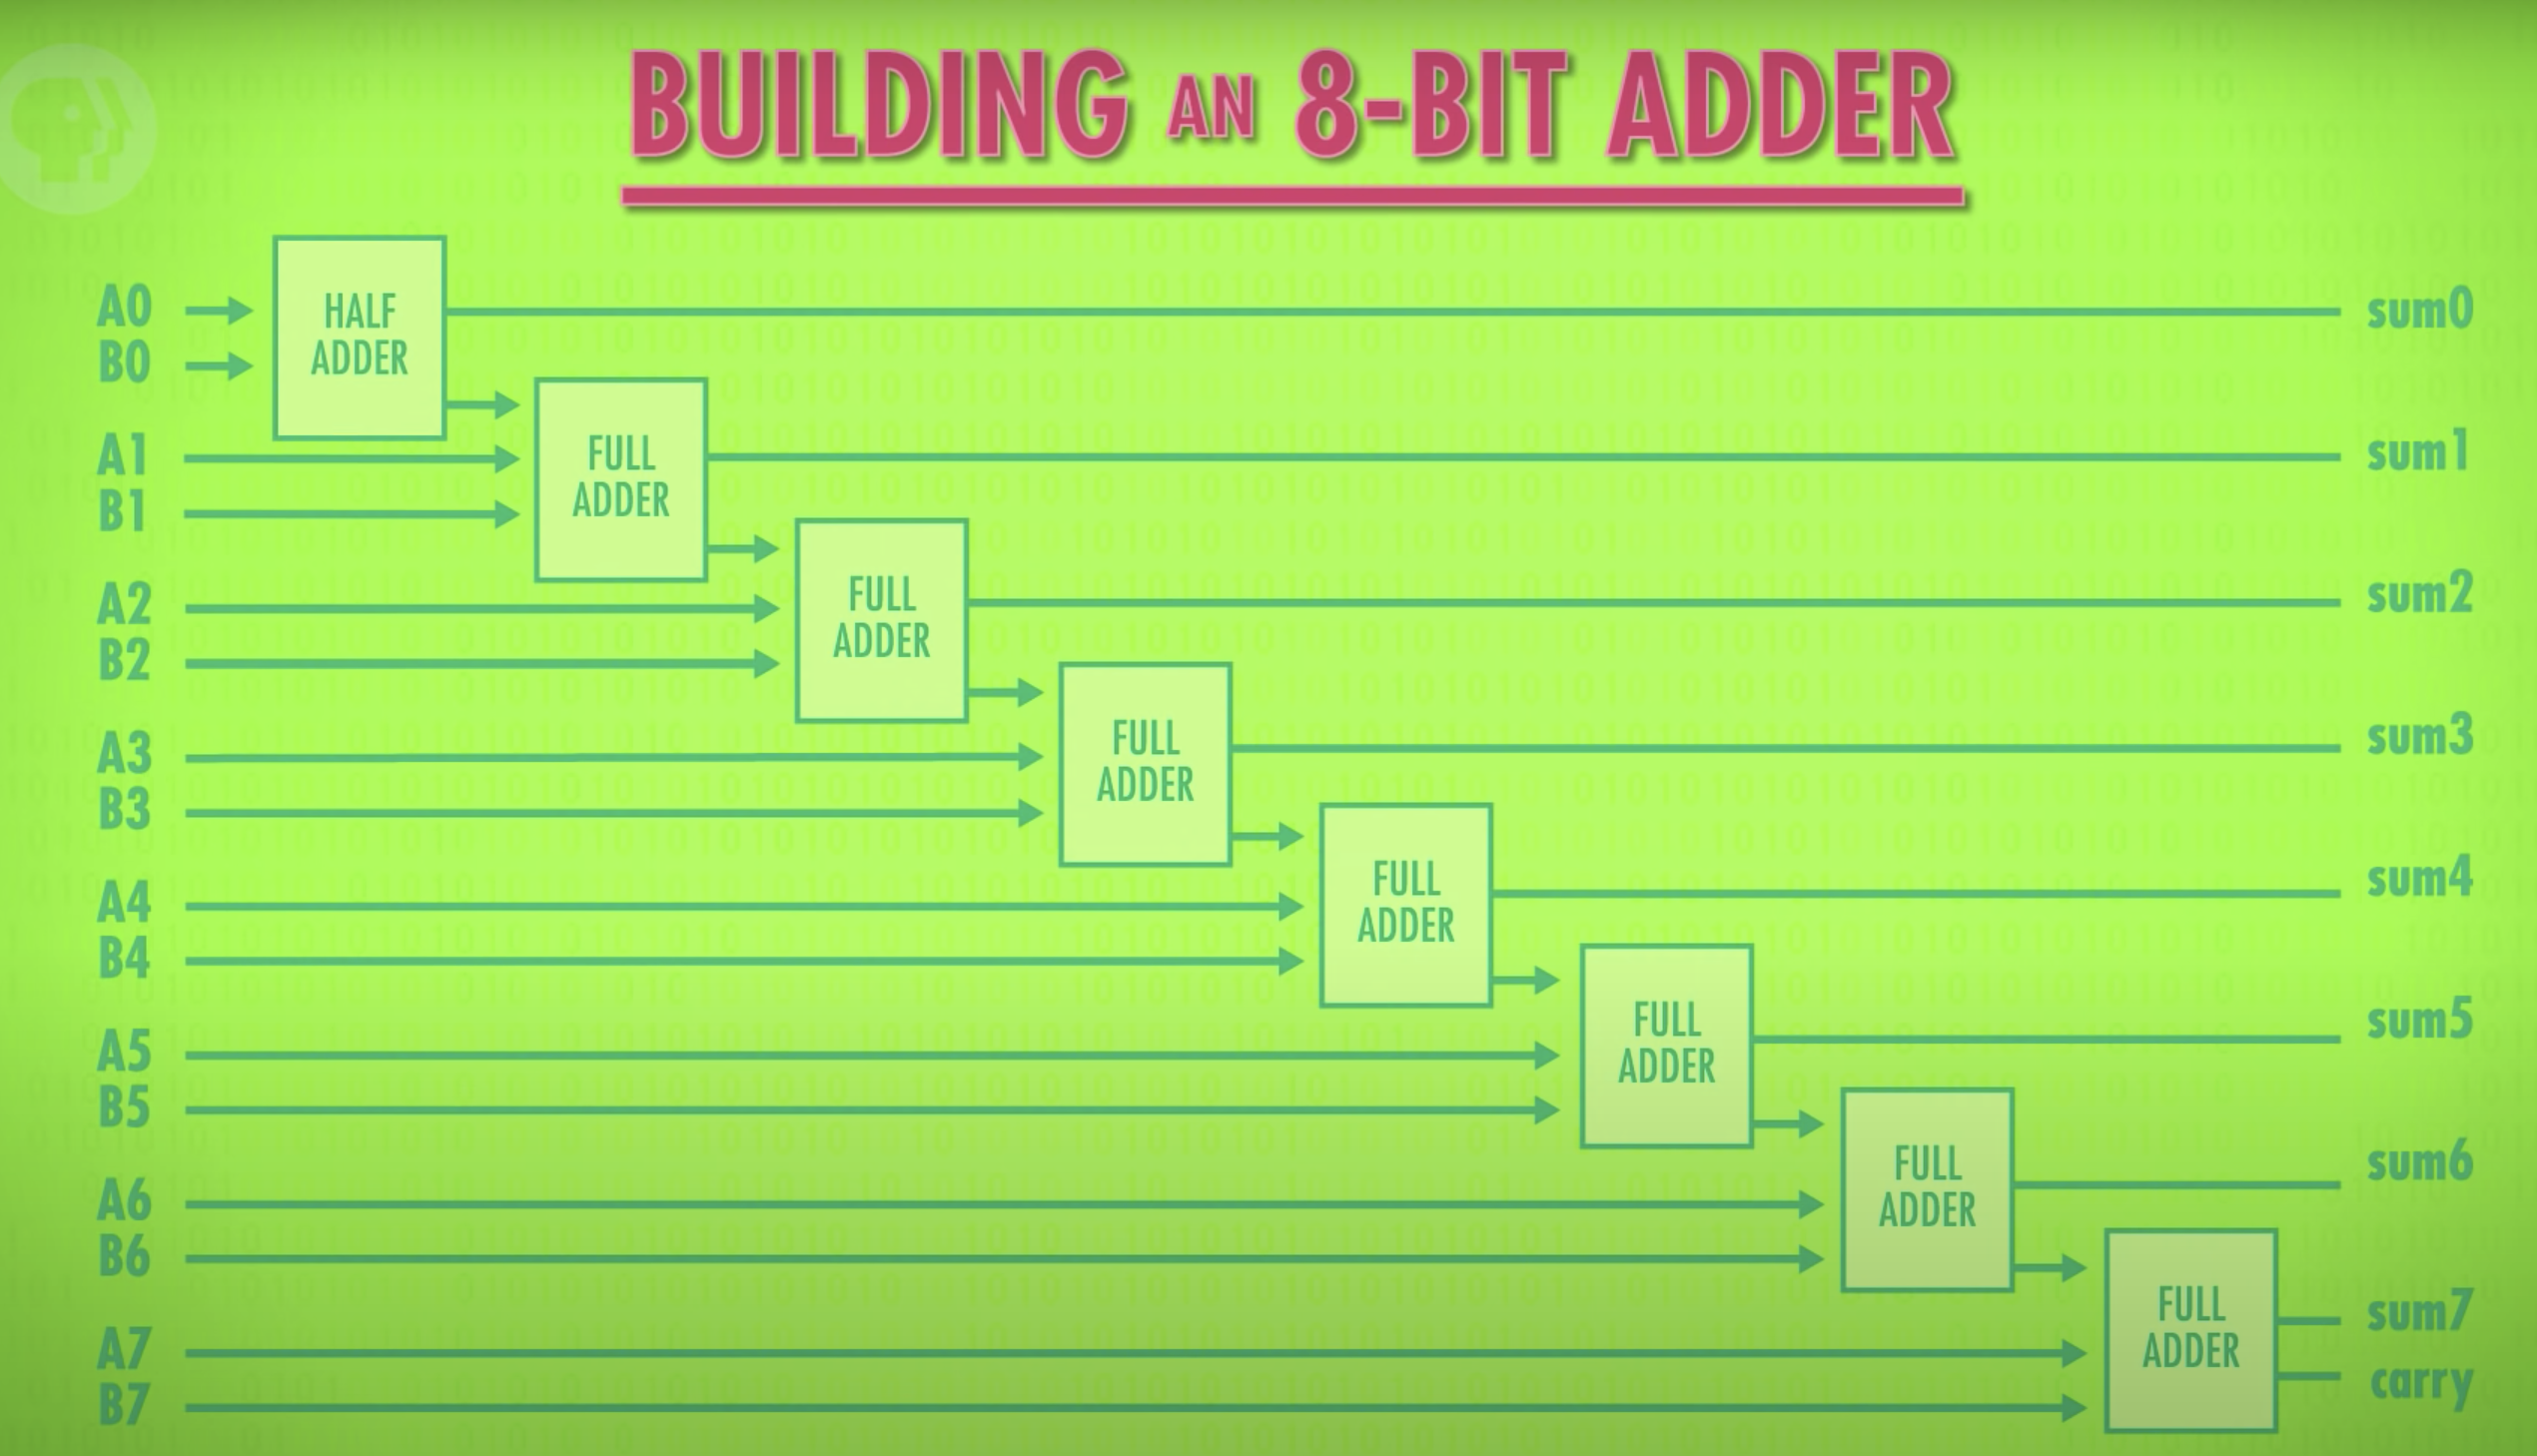 BUILDING AN 8-BIT ADDER
A0
B0
HALF
ADDER
sum0
A1
B1
FULL
ADDER
sum1
A2
B2
FULL
ADDER
sum2
A3
B3
FULL
ADDER
sum3
A4
B4
FULL
ADDER
sum4
A5
B5
FULL
ADDER
sum5
A6
B6
FULL
ADDER
sum6
A7
B7
FULL
ADDER
sum7
carry